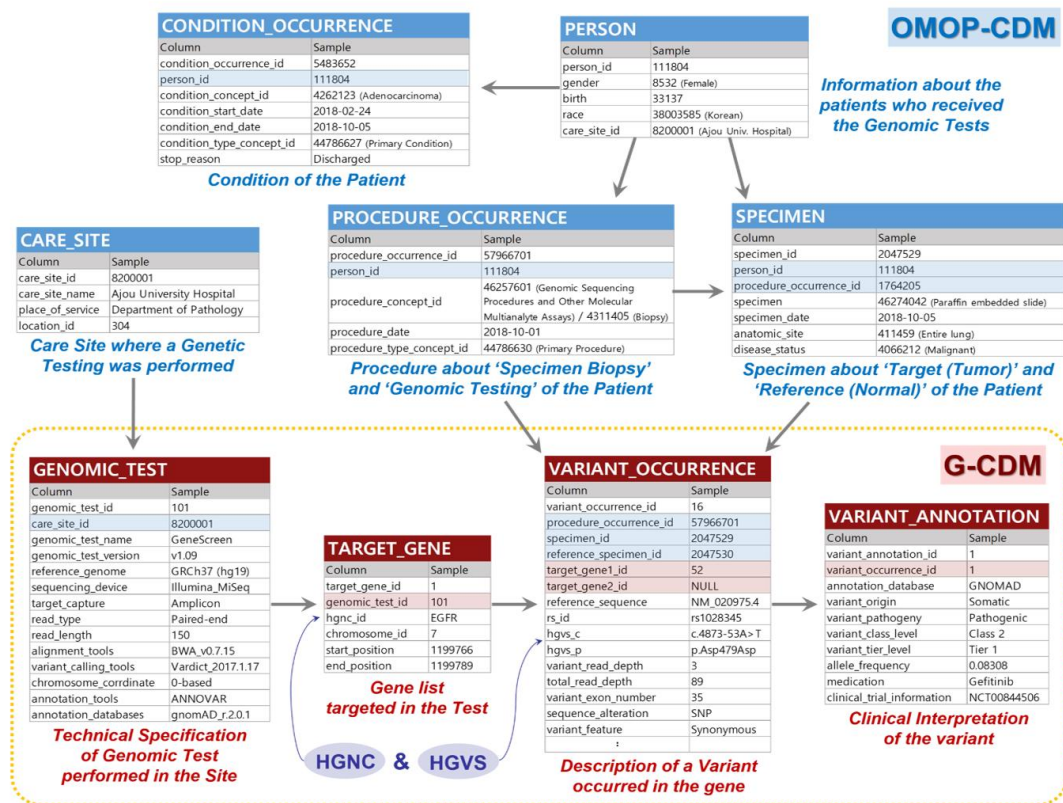 OMOP-CDM
CONDITION_OCCURRENCE
Column Sample
condition_occurrence_id 5483652
person_id 111804
condition_concept_id 4262123 (Adenocarcinoma)
condition_start_date 2018-02-24
condition_end_date 2018-10-05
condition_type_concept_id 44786627 (Primary Condition)
stop_reason Discharged
Condition of the Patient
PERSON
Column Sample
person_id 111804
gender 8532 (Female)
birth 33137
race 38003585 (Korean)
care_site_id 8200001 (Ajou Univ. Hospital)
Information about the
patients who received
the Genomic Tests
CARE_SITE
Column Sample
care_site_id 8200001
care_site_name Ajou University Hospital
place_of_service Department of Pathology
location_id 304
Care Site where a Genetic
Testing was performed
PROCEDURE_OCCURRENCE
Column Sample
procedure_occurrence_id 57966701
person_id 111804
procedure_concept_id 46257601 (Genomic Sequencing
Procedures and Other Molecular
Multianalyte Assays) / 4311405 (Biopsy)
procedure_date 2018-10-01
procedure_type_concept_id 44786630 (Primary Procedure)
Procedure about ‘Specimen Biopsy’
and ‘Genomic Testing’ of the Patient
SPECIMEN
Column Sample
specimen_id 2047529
person_id 111804
procedure_occurrence_id 1764205
specimen 46274042 (Paraffin embedded slide)
specimen_date 2018-10-05
anatomic_site 411459 (Entire lung)
disease_status 4066212 (Malignant)
Specimen about ‘Target (Tumor)’ and
‘Reference (Normal)’ of the Patient
G-CDM
GENOMIC_TEST
Column Sample
genomic_test_id 101
care_site_id 8200001
genomic_test_name GeneScreen
genomic_test_version v1.09
reference_genome GRCh37 (hg19)
sequencing_device Illumina_MiSeq
target_capture Amplicon
read_type Paired-end
read_length 150
alignment_tools BWA_v0.7.15
variant_calling_tools Vardict_2017.1.17
chromosome_corrdinate 0-based
annotation_tools ANNOVAR
annotation_databases gnomAD_r.2.0.1
Technical Specification
of Genomic Test
performed in the Site
TARGET_GENE
Column Sample
target_gene_id 1
genomic_test_id 101
hgnc_id EGFR
chromosome_id 7
start_position 1199766
end_position 1199789
Gene list
targeted in the Test
HGNC & HGVS
VARIANT_OCCURRENCE
Column Sample
variant_occurrence_id 16
procedure_occurrence_id 57966701
specimen_id 2047529
reference_specimen_id 2047530
target_gene1_id 52
target_gene2_id NULL
reference_sequence NM_020975.4
rs_id rs1028345
hgvs_c c.4873-53A>T
hgvs_p p.Asp479Asp
variant_read_depth 3
total_read_depth 89
variant_exon_number 35
sequence_alteration SNP
variant_feature Synonymous
:
Description of a Variant
occurred in the gene
VARIANT_ANNOTATION
Column Sample
variant_annotation_id 1
variant_occurrence_id 1
annotation_database GNOMAD
variant_origin Somatic
variant_pathogeny Pathogenic
variant_class_level Class 2
variant_tier_level Tier 1
allele_frequency 0.08308
medication Gefitinib
clinical_trial_information NCT00844506
Clinical Interpretation
of the variant